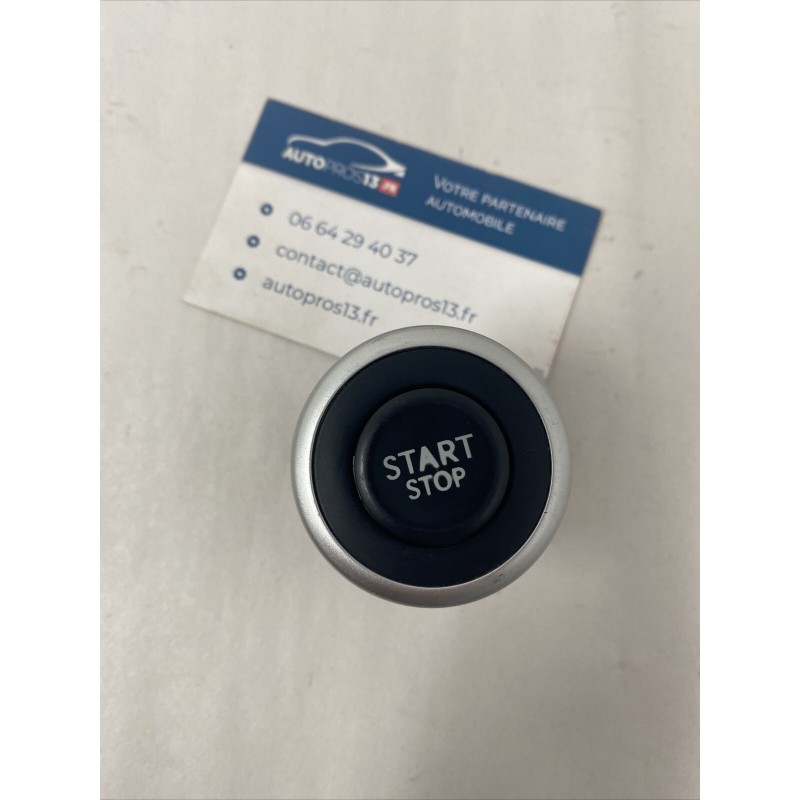 AUTOPROS13.FR
VOTRE PARTENAIRE
AUTOMOBILE
06 64 29 40 37
contact@autopros13.fr
autopros13.fr
START
STOP